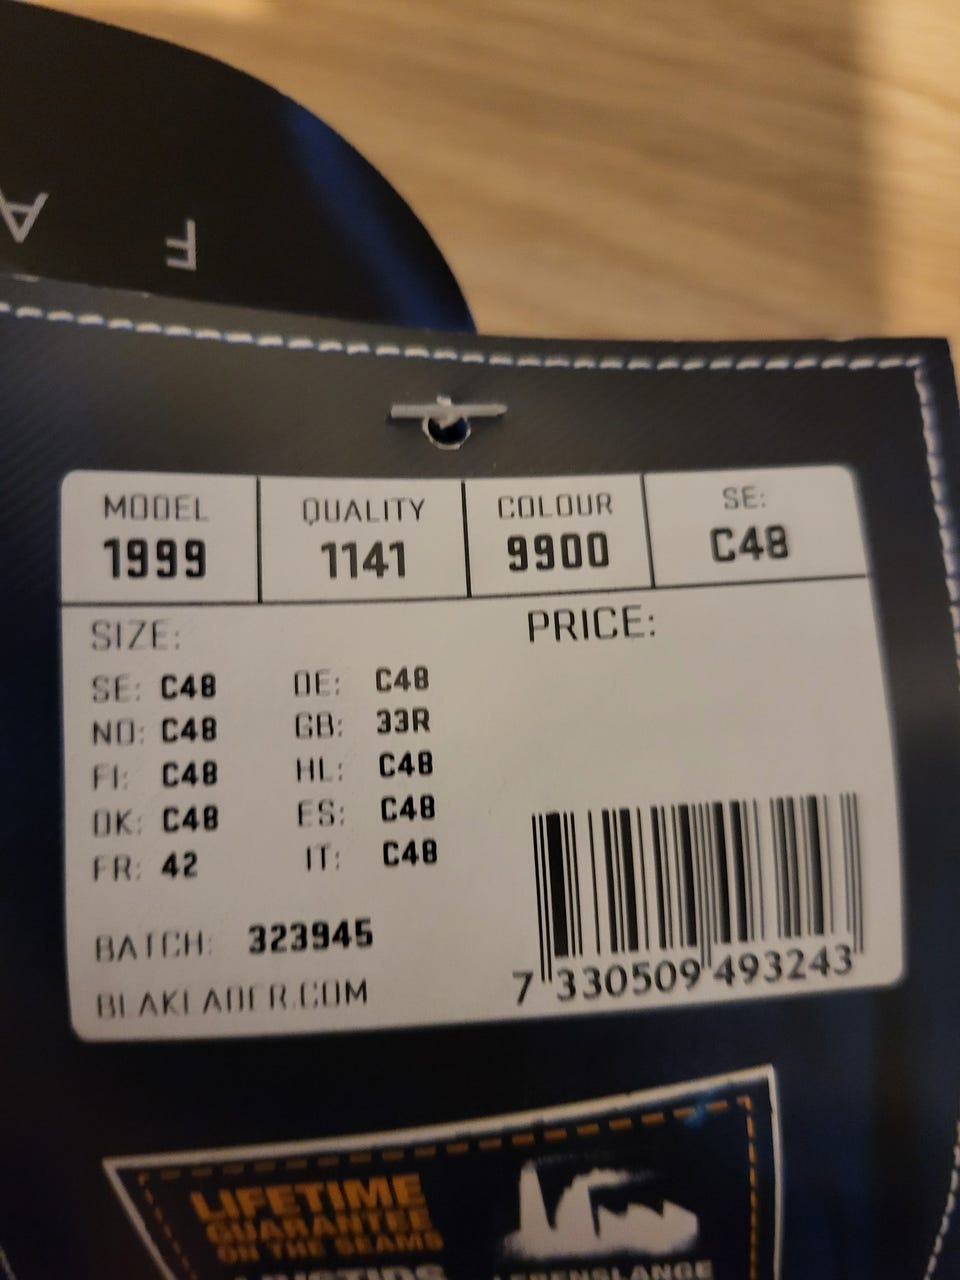 A F
MODEL QUALITY COLOUR SE:
1999 1141 9900 C48
SIZE: PRICE:
SE: C48 DE: C48
NO: C48 GB: 33R
FI: C48 HL: C48
DK: C48 ES: C48
FR: 42 IT: C48
BATCH: 323945
BLAKLADER.COM
7 330509 493243
LIFETIME
GUARANTEE
ON THE SEAMS
LEBENSLANGE